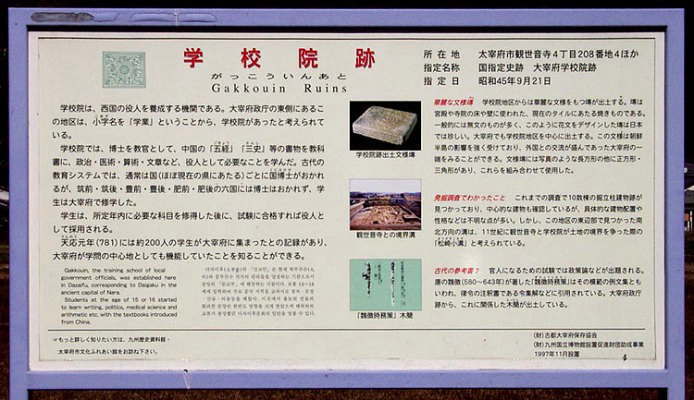 学校院跡
がっこういんあと
Gakkouin Ruins
所在地 太宰府市観世音寺4丁目208番地4ほか
指定名称 国指定史跡 大宰府学校院跡
指定日 昭和45年9月21日
学校院は、西国の役人を養成する機関である。大宰府政庁の東側にあるこ
の地区は、小字名を「学業」ということから、学校院があったと考えられ
ている。
学校院では、博士を教官として、中国の「五経」「三史」等の書物を教科
書に、政治・医術・算術・文章など、役人として必要なことを学んだ。古代の
教育システムでは、通常は国(ほぼ現在の県にあたる)ごとに国博士がおかれ
るが、筑前・筑後・豊前・豊後・肥前・肥後の六国には博士はおかれず、学
生は大宰府で修学した。
学生は、所定年内に必要な科目を修得した後に、試験に合格すれば役人と
して採用される。
天応元年(781)には約200人の学生が大宰府に集まったとの記録があり、
大宰府が学問の中心地としても機能していたことを知ることができる。
Gakkouin, the training school of local
government officials, was established here
in Dazaifu, corresponding to Daigaku in the
ancient capital of Nara.
Students at the age of 15 or 16 started
to learn writing, politics, medical science and
arithmetic etc. with the textbooks introduced
from China.
☞もっと詳しく知りたい方は、九州歴史資料館・
太宰府市文化ふれあい館をお訪ね下さい。
学校院跡出土文様塼
観世音寺との境界溝
「魏徴時務策」木簡
華麗な文様塼 学校院地区からは華麗な文様をもつ塼が出土する。塼は
宮殿や寺院の床や壁に使われた、現在のタイルにあたる焼きものである。
一般的には無文のものが多く、このように花文をデザインした塼は日本
では珍しい。大宰府でも学校院地区を中心に出土する。この文様は朝鮮
半島の影響を強く受けており、外国との交流が盛んであった大宰府の一
端をみることができる。文様塼には写真のような長方形の他に正方形・
三角形があり、これらを組み合わせて使用した。
発掘調査でわかったこと これまでの調査で10数棟の掘立柱建物跡が
見つかっており、中心的な建物も確認しているが、具体的な建物配置や
性格などは不明な点が多い。しかし、この地区の東辺部で見つかった南
北方向の溝は、11世紀に観世音寺と学校院が土地の境界を争った際の
「松崎小溝」と考えられている。
古代の参考書? 官人になるための試験では政策論などが出題される。
唐の魏徴(580〜643年)が著した「魏徴時務策」はその模範的例文集とも
いわれ、律令の注釈書である令集解などに引用されている。大宰府政庁
跡から、これに関係した木簡が出土している。
(財)古都大宰府保存協会
(財)九州国立博物館設置促進財団助成事業
1997年11月設置